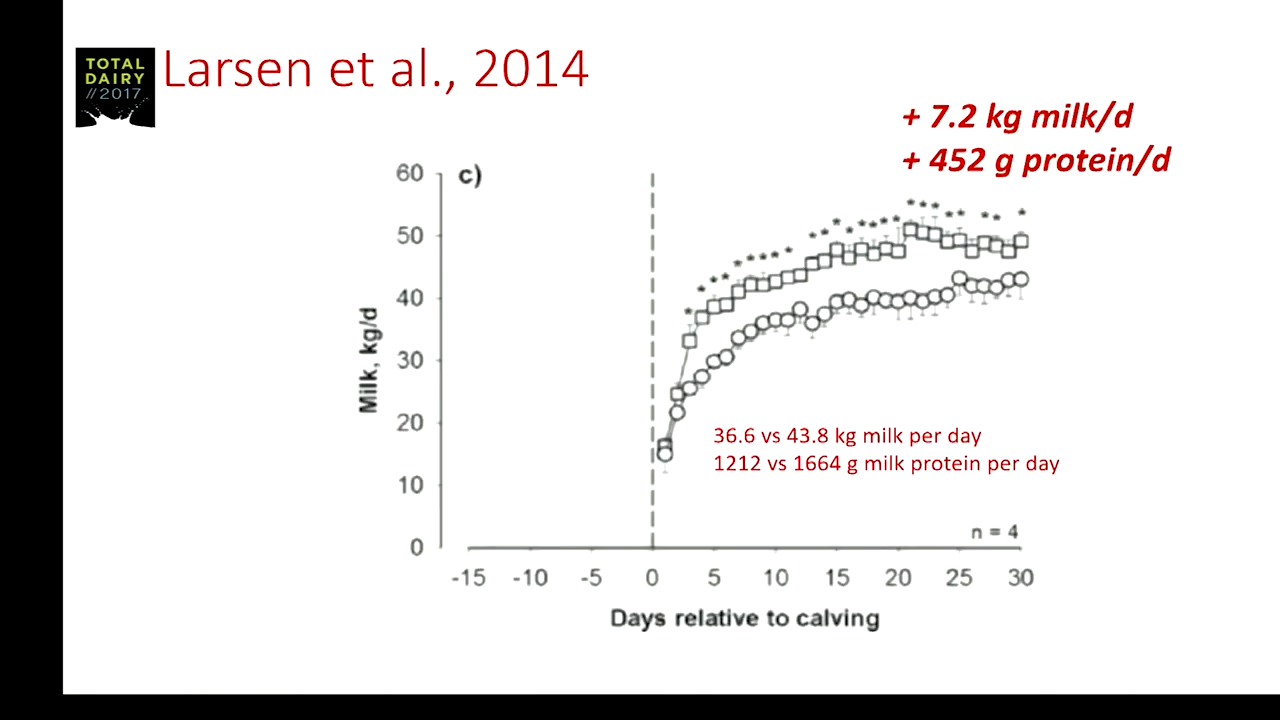 TOTAL
DAIRY
//2017
Larsen et al., 2014
+ 7.2 kg milk/d
+ 452 g protein/d
c)
60
50
40
30
20
10
0
Milk, kg/d
36.6 vs 43.8 kg milk per day
1212 vs 1664 g milk protein per day
n = 4
-15 -10 -5 0 5 10 15 20 25 30
Days relative to calving